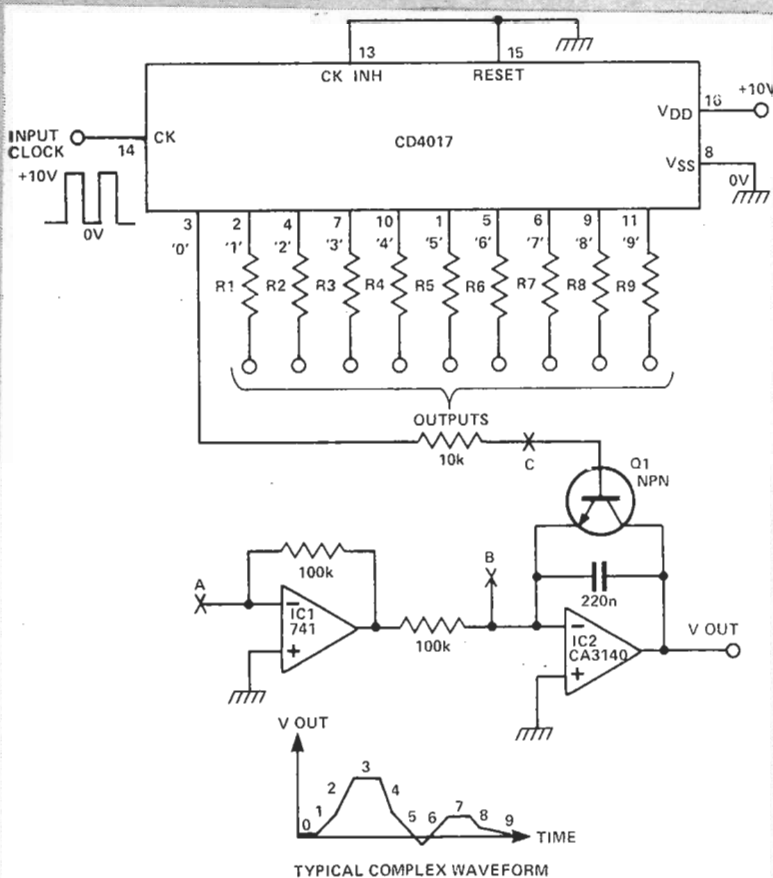 13
15
CK INH
RESET
+10V
16
VDD
INPUT
CLOCK
14
CK
CD4017
8
VSS
0V
+10V
0V
3
2
4
7
10
1
5
6
9
11
'0'
'1'
'2'
'3'
'4'
'5'
'6'
'7'
'8'
'9'
R1
R2
R3
R4
R5
R6
R7
R8
R9
OUTPUTS
10k
C
Q1
NPN
A
100k
B
220n
−
IC1
741
+
100k
−
IC2
CA3140
+
V OUT
V OUT
0
1
2
3
4
5
6
7
8
9
TIME
TYPICAL COMPLEX WAVEFORM